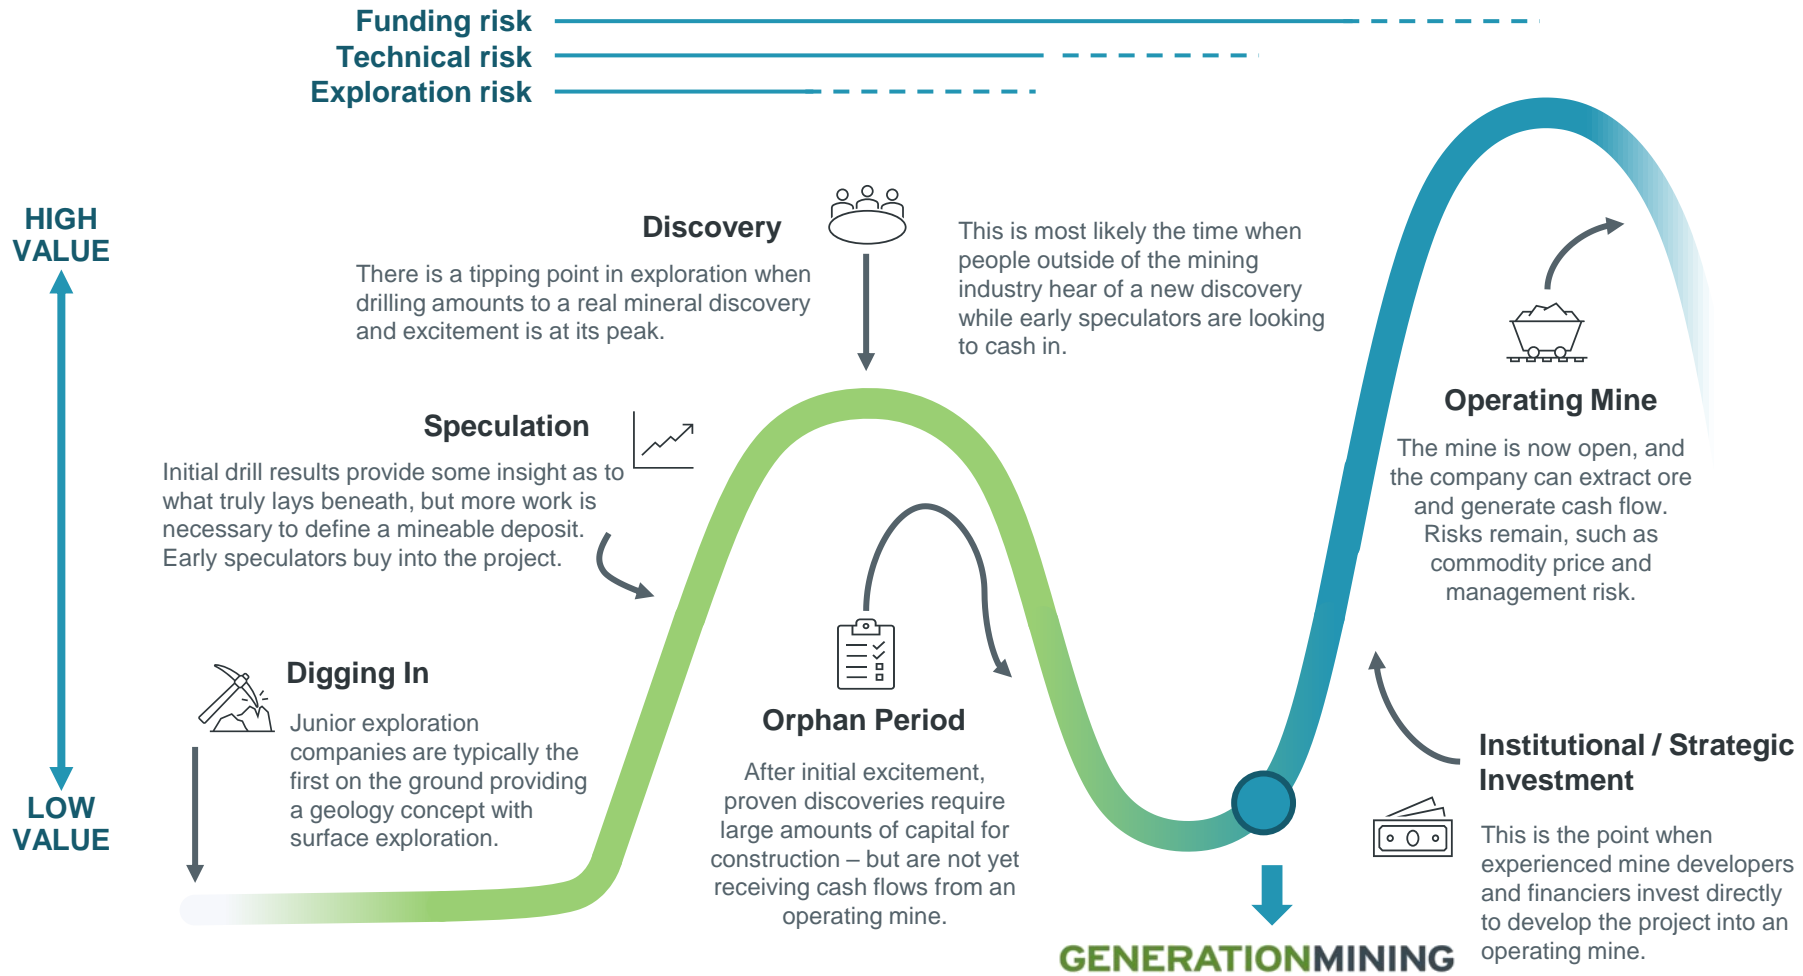 Funding risk
Technical risk
Exploration risk
HIGH
VALUE
LOW
VALUE
Discovery
There is a tipping point in exploration when
drilling amounts to a real mineral discovery
and excitement is at its peak.
This is most likely the time when
people outside of the mining
industry hear of a new discovery
while early speculators are looking
to cash in.
Speculation
Initial drill results provide some insight as to
what truly lays beneath, but more work is
necessary to define a mineable deposit.
Early speculators buy into the project.
Digging In
Junior exploration
companies are typically the
first on the ground providing
a geology concept with
surface exploration.
Orphan Period
After initial excitement,
proven discoveries require
large amounts of capital for
construction – but are not yet
receiving cash flows from an
operating mine.
Operating Mine
The mine is now open, and
the company can extract ore
and generate cash flow.
Risks remain, such as
commodity price and
management risk.
Institutional / Strategic
Investment
This is the point when
experienced mine developers
and financiers invest directly
to develop the project into an
operating mine.
GENERATIONMINING